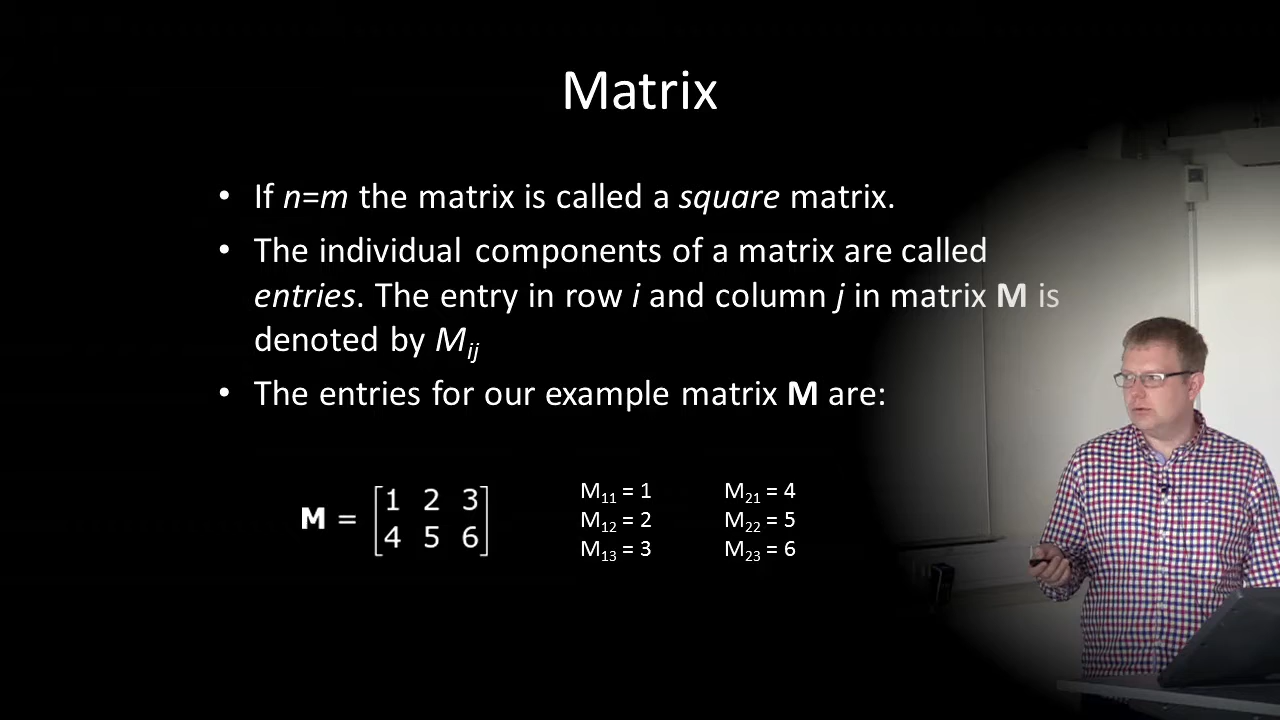 Matrix
• If n=m the matrix is called a square matrix.
• The individual components of a matrix are called
entries. The entry in row i and column j in matrix M is
denoted by Mij
• The entries for our example matrix M are:
M = [1 2 3
4 5 6]
M11 = 1 M21 = 4
M12 = 2 M22 = 5
M13 = 3 M23 = 6